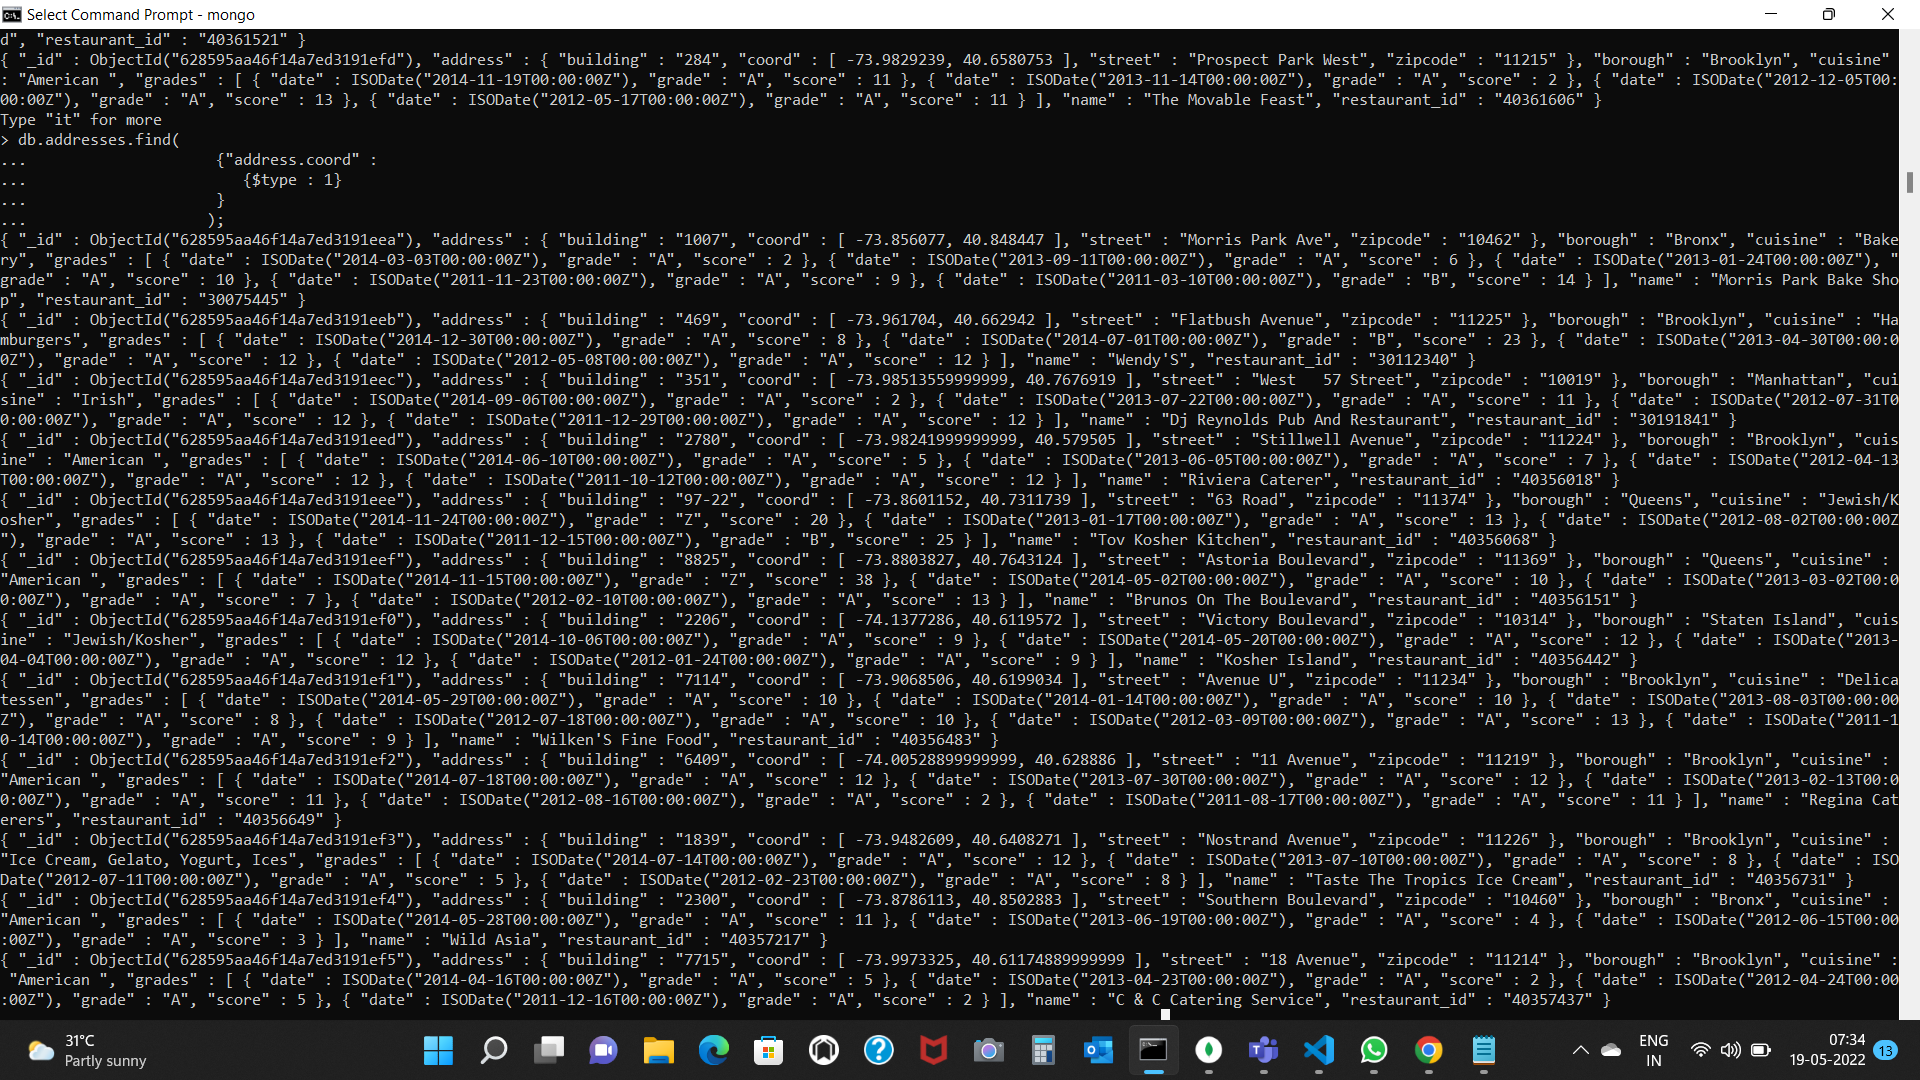 Select Command Prompt - mongo
d", "restaurant_id" : "40361521" }
{ "_id" : ObjectId("628595aa46f14a7ed3191efd"), "address" : { "building" : "284", "coord" : [ -73.9829239, 40.6580753 ], "street" : "Prospect Park West", "zipcode" : "11215" }, "borough" : "Brooklyn", "cuisine"
: "American ", "grades" : [ { "date" : ISODate("2014-11-19T00:00:00Z"), "grade" : "A", "score" : 11 }, { "date" : ISODate("2013-11-14T00:00:00Z"), "grade" : "A", "score" : 2 }, { "date" : ISODate("2012-12-05T00:
00:00Z"), "grade" : "A", "score" : 13 }, { "date" : ISODate("2012-05-17T00:00:00Z"), "grade" : "A", "score" : 11 } ], "name" : "The Movable Feast", "restaurant_id" : "40361606" }
Type "it" for more
> db.addresses.find(
... {"address.coord" :
... {$type : 1}
... }
... );
{ "_id" : ObjectId("628595aa46f14a7ed3191eea"), "address" : { "building" : "1007", "coord" : [ -73.856077, 40.848447 ], "street" : "Morris Park Ave", "zipcode" : "10462" }, "borough" : "Bronx", "cuisine" : "Bake
ry", "grades" : [ { "date" : ISODate("2014-03-03T00:00:00Z"), "grade" : "A", "score" : 2 }, { "date" : ISODate("2013-09-11T00:00:00Z"), "grade" : "A", "score" : 6 }, { "date" : ISODate("2013-01-24T00:00:00Z"), "
grade" : "A", "score" : 10 }, { "date" : ISODate("2011-11-23T00:00:00Z"), "grade" : "A", "score" : 9 }, { "date" : ISODate("2011-03-10T00:00:00Z"), "grade" : "B", "score" : 14 } ], "name" : "Morris Park Bake Sho
p", "restaurant_id" : "30075445" }
{ "_id" : ObjectId("628595aa46f14a7ed3191eeb"), "address" : { "building" : "469", "coord" : [ -73.961704, 40.662942 ], "street" : "Flatbush Avenue", "zipcode" : "11225" }, "borough" : "Brooklyn", "cuisine" : "Ha
mburgers", "grades" : [ { "date" : ISODate("2014-12-30T00:00:00Z"), "grade" : "A", "score" : 8 }, { "date" : ISODate("2014-07-01T00:00:00Z"), "grade" : "B", "score" : 23 }, { "date" : ISODate("2013-04-30T00:00:0
0Z"), "grade" : "A", "score" : 12 }, { "date" : ISODate("2012-05-08T00:00:00Z"), "grade" : "A", "score" : 12 } ], "name" : "Wendy'S", "restaurant_id" : "30112340" }
{ "_id" : ObjectId("628595aa46f14a7ed3191eec"), "address" : { "building" : "351", "coord" : [ -73.98513559999999, 40.7676919 ], "street" : "West   57 Street", "zipcode" : "10019" }, "borough" : "Manhattan", "cui
sine" : "Irish", "grades" : [ { "date" : ISODate("2014-09-06T00:00:00Z"), "grade" : "A", "score" : 2 }, { "date" : ISODate("2013-07-22T00:00:00Z"), "grade" : "A", "score" : 11 }, { "date" : ISODate("2012-07-31T0
0:00:00Z"), "grade" : "A", "score" : 12 }, { "date" : ISODate("2011-12-29T00:00:00Z"), "grade" : "A", "score" : 12 } ], "name" : "Dj Reynolds Pub And Restaurant", "restaurant_id" : "30191841" }
{ "_id" : ObjectId("628595aa46f14a7ed3191eed"), "address" : { "building" : "2780", "coord" : [ -73.98241999999999, 40.579505 ], "street" : "Stillwell Avenue", "zipcode" : "11224" }, "borough" : "Brooklyn", "cuis
ine" : "American ", "grades" : [ { "date" : ISODate("2014-06-10T00:00:00Z"), "grade" : "A", "score" : 5 }, { "date" : ISODate("2013-06-05T00:00:00Z"), "grade" : "A", "score" : 7 }, { "date" : ISODate("2012-04-13
T00:00:00Z"), "grade" : "A", "score" : 12 }, { "date" : ISODate("2011-10-12T00:00:00Z"), "grade" : "A", "score" : 12 } ], "name" : "Riviera Caterer", "restaurant_id" : "40356018" }
{ "_id" : ObjectId("628595aa46f14a7ed3191eee"), "address" : { "building" : "97-22", "coord" : [ -73.8601152, 40.7311739 ], "street" : "63 Road", "zipcode" : "11374" }, "borough" : "Queens", "cuisine" : "Jewish/K
osher", "grades" : [ { "date" : ISODate("2014-11-24T00:00:00Z"), "grade" : "Z", "score" : 20 }, { "date" : ISODate("2013-01-17T00:00:00Z"), "grade" : "A", "score" : 13 }, { "date" : ISODate("2012-08-02T00:00:00Z
"), "grade" : "A", "score" : 13 }, { "date" : ISODate("2011-12-15T00:00:00Z"), "grade" : "B", "score" : 25 } ], "name" : "Tov Kosher Kitchen", "restaurant_id" : "40356068" }
{ "_id" : ObjectId("628595aa46f14a7ed3191eef"), "address" : { "building" : "8825", "coord" : [ -73.8803827, 40.7643124 ], "street" : "Astoria Boulevard", "zipcode" : "11369" }, "borough" : "Queens", "cuisine" :
"American ", "grades" : [ { "date" : ISODate("2014-11-15T00:00:00Z"), "grade" : "Z", "score" : 38 }, { "date" : ISODate("2014-05-02T00:00:00Z"), "grade" : "A", "score" : 10 }, { "date" : ISODate("2013-03-02T00:0
0:00Z"), "grade" : "A", "score" : 7 }, { "date" : ISODate("2012-02-10T00:00:00Z"), "grade" : "A", "score" : 13 } ], "name" : "Brunos On The Boulevard", "restaurant_id" : "40356151" }
{ "_id" : ObjectId("628595aa46f14a7ed3191ef0"), "address" : { "building" : "2206", "coord" : [ -74.1377286, 40.6119572 ], "street" : "Victory Boulevard", "zipcode" : "10314" }, "borough" : "Staten Island", "cuis
ine" : "Jewish/Kosher", "grades" : [ { "date" : ISODate("2014-10-06T00:00:00Z"), "grade" : "A", "score" : 9 }, { "date" : ISODate("2014-05-20T00:00:00Z"), "grade" : "A", "score" : 12 }, { "date" : ISODate("2013-
04-04T00:00:00Z"), "grade" : "A", "score" : 12 }, { "date" : ISODate("2012-01-24T00:00:00Z"), "grade" : "A", "score" : 9 } ], "name" : "Kosher Island", "restaurant_id" : "40356442" }
{ "_id" : ObjectId("628595aa46f14a7ed3191ef1"), "address" : { "building" : "7114", "coord" : [ -73.9068506, 40.6199034 ], "street" : "Avenue U", "zipcode" : "11234" }, "borough" : "Brooklyn", "cuisine" : "Delica
tessen", "grades" : [ { "date" : ISODate("2014-05-29T00:00:00Z"), "grade" : "A", "score" : 10 }, { "date" : ISODate("2014-01-14T00:00:00Z"), "grade" : "A", "score" : 10 }, { "date" : ISODate("2013-08-03T00:00:00
Z"), "grade" : "A", "score" : 8 }, { "date" : ISODate("2012-07-18T00:00:00Z"), "grade" : "A", "score" : 10 }, { "date" : ISODate("2012-03-09T00:00:00Z"), "grade" : "A", "score" : 13 }, { "date" : ISODate("2011-1
0-14T00:00:00Z"), "grade" : "A", "score" : 9 } ], "name" : "Wilken'S Fine Food", "restaurant_id" : "40356483" }
{ "_id" : ObjectId("628595aa46f14a7ed3191ef2"), "address" : { "building" : "6409", "coord" : [ -74.00528899999999, 40.628886 ], "street" : "11 Avenue", "zipcode" : "11219" }, "borough" : "Brooklyn", "cuisine" :
"American ", "grades" : [ { "date" : ISODate("2014-07-18T00:00:00Z"), "grade" : "A", "score" : 12 }, { "date" : ISODate("2013-07-30T00:00:00Z"), "grade" : "A", "score" : 12 }, { "date" : ISODate("2013-02-13T00:0
0:00Z"), "grade" : "A", "score" : 11 }, { "date" : ISODate("2012-08-16T00:00:00Z"), "grade" : "A", "score" : 2 }, { "date" : ISODate("2011-08-17T00:00:00Z"), "grade" : "A", "score" : 11 } ], "name" : "Regina Cat
erers", "restaurant_id" : "40356649" }
{ "_id" : ObjectId("628595aa46f14a7ed3191ef3"), "address" : { "building" : "1839", "coord" : [ -73.9482609, 40.6408271 ], "street" : "Nostrand Avenue", "zipcode" : "11226" }, "borough" : "Brooklyn", "cuisine" :
"Ice Cream, Gelato, Yogurt, Ices", "grades" : [ { "date" : ISODate("2014-07-14T00:00:00Z"), "grade" : "A", "score" : 12 }, { "date" : ISODate("2013-07-10T00:00:00Z"), "grade" : "A", "score" : 8 }, { "date" : ISO
Date("2012-07-11T00:00:00Z"), "grade" : "A", "score" : 5 }, { "date" : ISODate("2012-02-23T00:00:00Z"), "grade" : "A", "score" : 8 } ], "name" : "Taste The Tropics Ice Cream", "restaurant_id" : "40356731" }
{ "_id" : ObjectId("628595aa46f14a7ed3191ef4"), "address" : { "building" : "2300", "coord" : [ -73.8786113, 40.8502883 ], "street" : "Southern Boulevard", "zipcode" : "10460" }, "borough" : "Bronx", "cuisine" :
"American ", "grades" : [ { "date" : ISODate("2014-05-28T00:00:00Z"), "grade" : "A", "score" : 11 }, { "date" : ISODate("2013-06-19T00:00:00Z"), "grade" : "A", "score" : 4 }, { "date" : ISODate("2012-06-15T00:00
:00Z"), "grade" : "A", "score" : 3 } ], "name" : "Wild Asia", "restaurant_id" : "40357217" }
{ "_id" : ObjectId("628595aa46f14a7ed3191ef5"), "address" : { "building" : "7715", "coord" : [ -73.9973325, 40.61174889999999 ], "street" : "18 Avenue", "zipcode" : "11214" }, "borough" : "Brooklyn", "cuisine" :
"American ", "grades" : [ { "date" : ISODate("2014-04-16T00:00:00Z"), "grade" : "A", "score" : 5 }, { "date" : ISODate("2013-04-23T00:00:00Z"), "grade" : "A", "score" : 2 }, { "date" : ISODate("2012-04-24T00:00
:00Z"), "grade" : "A", "score" : 5 }, { "date" : ISODate("2011-12-16T00:00:00Z"), "grade" : "A", "score" : 2 } ], "name" : "C & C Catering Service", "restaurant_id" : "40357437" }
31°C
Partly sunny
ENG
IN
07:34
19-05-2022
13